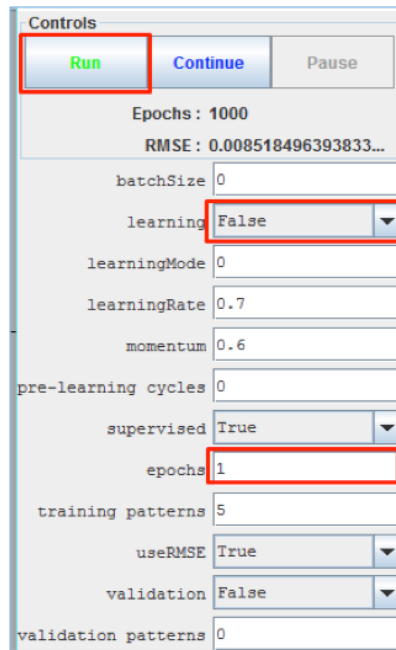 Controls
Run Continue Pause
Epochs : 1000
RMSE : 0.008518496393833...
batchSize 0
learning False
learningMode 0
learningRate 0.7
momentum 0.6
pre-learning cycles 0
supervised True
epochs 1
training patterns 5
useRMSE True
validation False
validation patterns 0